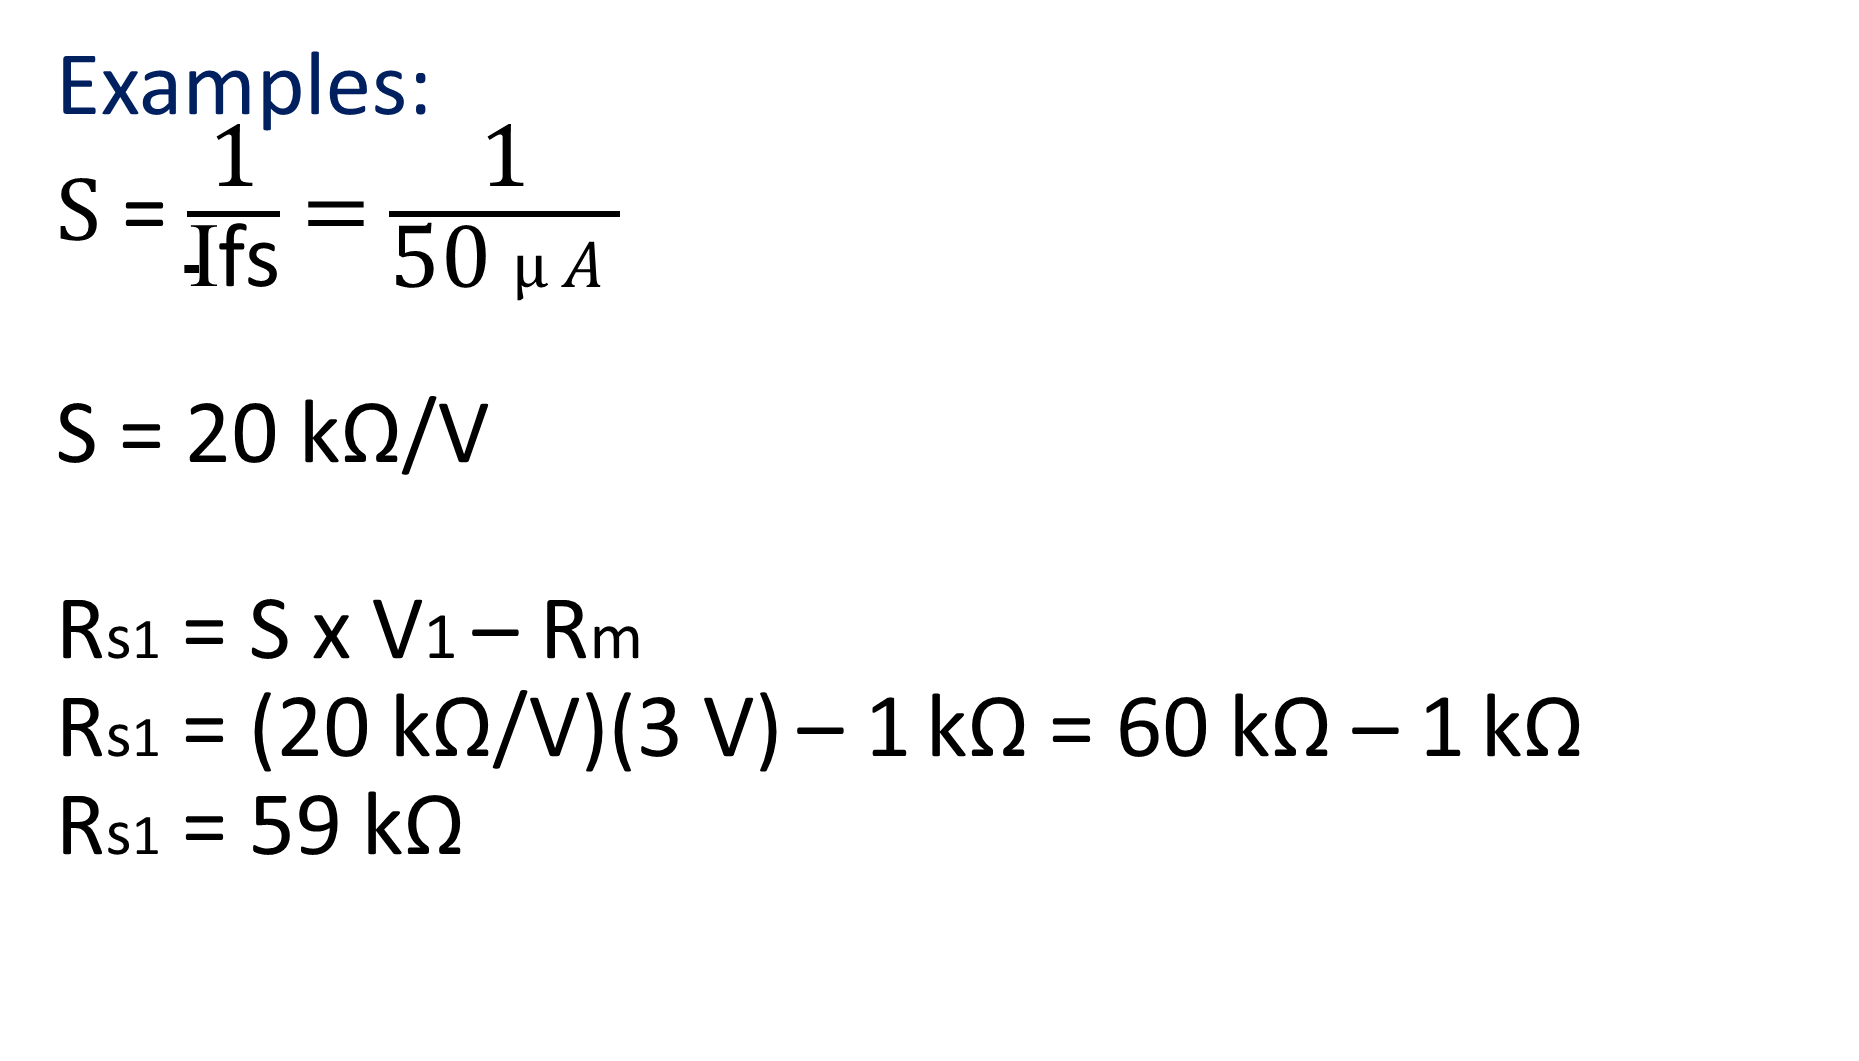 Examples:
S = 1/Ifs = 1/50 μ A
S = 20 kΩ/V
Rs1 = S x V1 – Rm
Rs1 = (20 kΩ/V)(3 V) – 1 kΩ = 60 kΩ – 1 kΩ
Rs1 = 59 kΩ